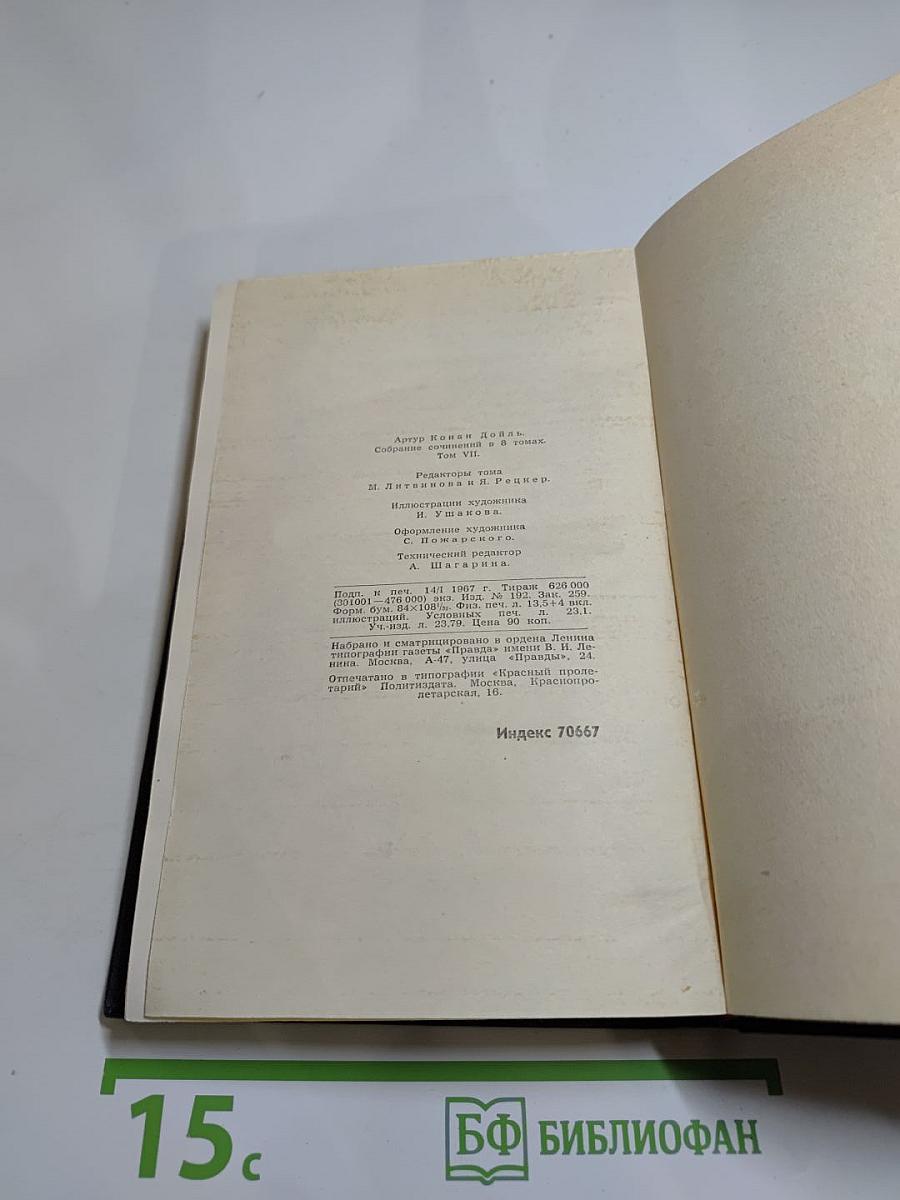 Артур Конан Дойль.
Собрание сочинений в 8 томах.
Том VII.
Редакторы тома
М. Литвинова и Я. Рецкер.
Иллюстрации художника
И. Ушакова.
Оформление художника
С. Пожарского.
Технический редактор
А. Шагарина.
Подп. к печ. 14/I 1967 г. Тираж 626 000
(301001—476 000) экз. Изд. № 192. Зак. 259.
Форм. бум. 84×108¹/₃₂. Физ. печ. л. 13,5+4 вкл.
иллюстраций. Условных печ. л. 23,1.
Уч.-изд. л. 23,79. Цена 90 коп.
Набрано и сматрицировано в ордена Ленина
типографии газеты «Правда» имени В. И. Ле-
нина. Москва, А-47, улица «Правды», 24.
Отпечатано в типографии «Красный проле-
тарий» Политиздата. Москва, Краснопро-
летарская, 16.
Индекс 70667
15 с
БФ БИБЛИОФАН